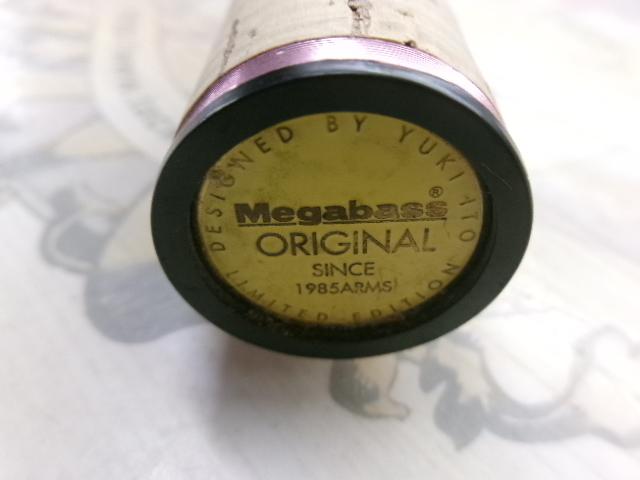 DESIGNED BY YUKI ITO
Megabass®
ORIGINAL
SINCE
1985ARMS
LIMITED EDITION